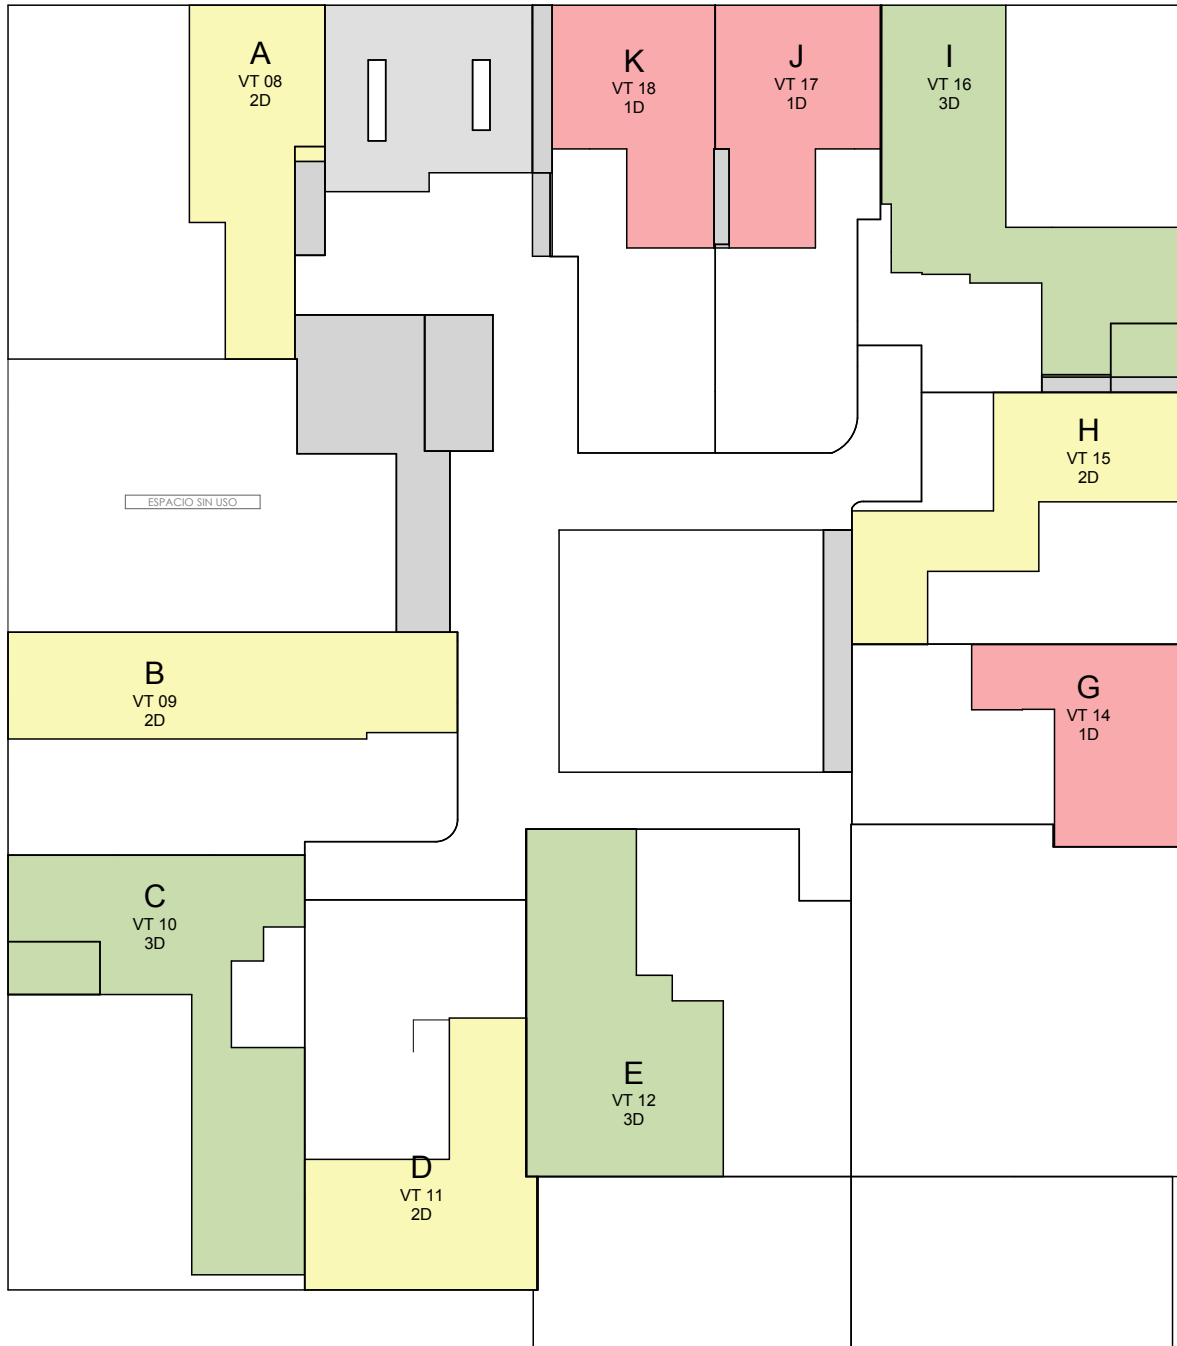 A
VT 08
2D
K
VT 18
1D
J
VT 17
1D
I
VT 16
3D
H
VT 15
2D
ESPACIO SIN USO
B
VT 09
2D
G
VT 14
1D
C
VT 10
3D
E
VT 12
3D
D
VT 11
2D